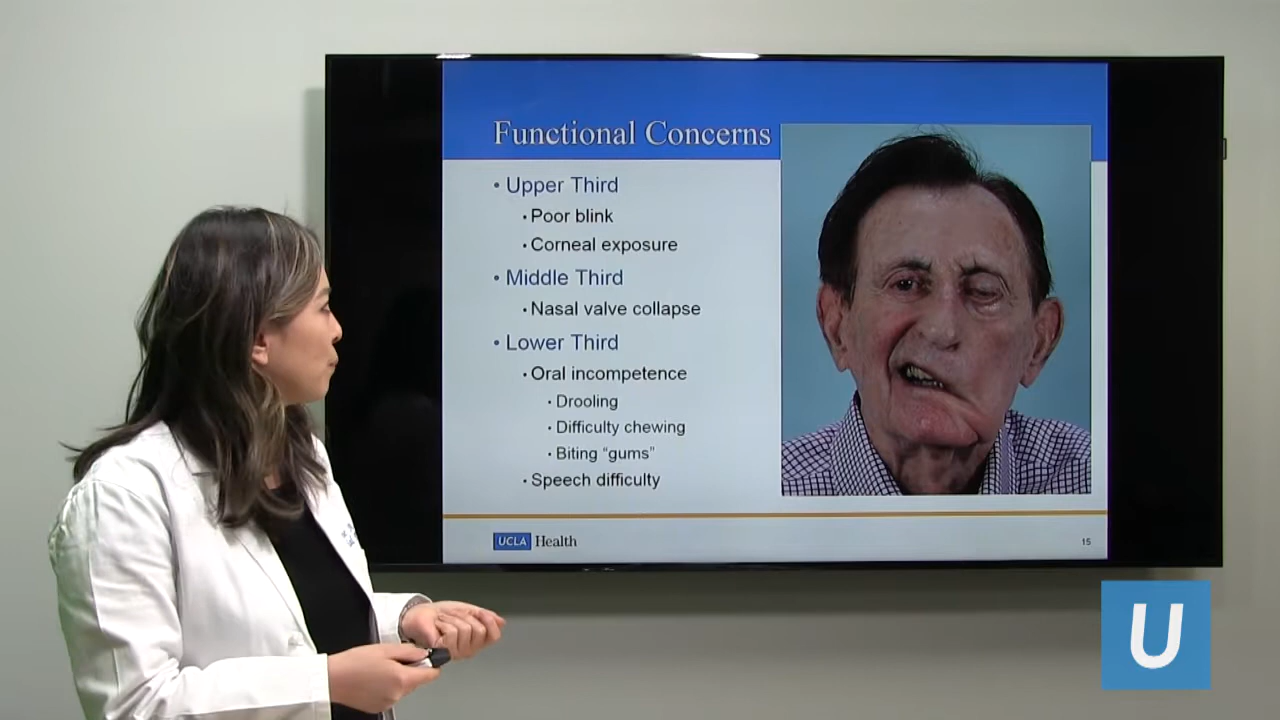 Functional Concerns
• Upper Third
• Poor blink
• Corneal exposure
• Middle Third
• Nasal valve collapse
• Lower Third
• Oral incompetence
• Drooling
• Difficulty chewing
• Biting “gums”
• Speech difficulty
UCLA Health
15
U